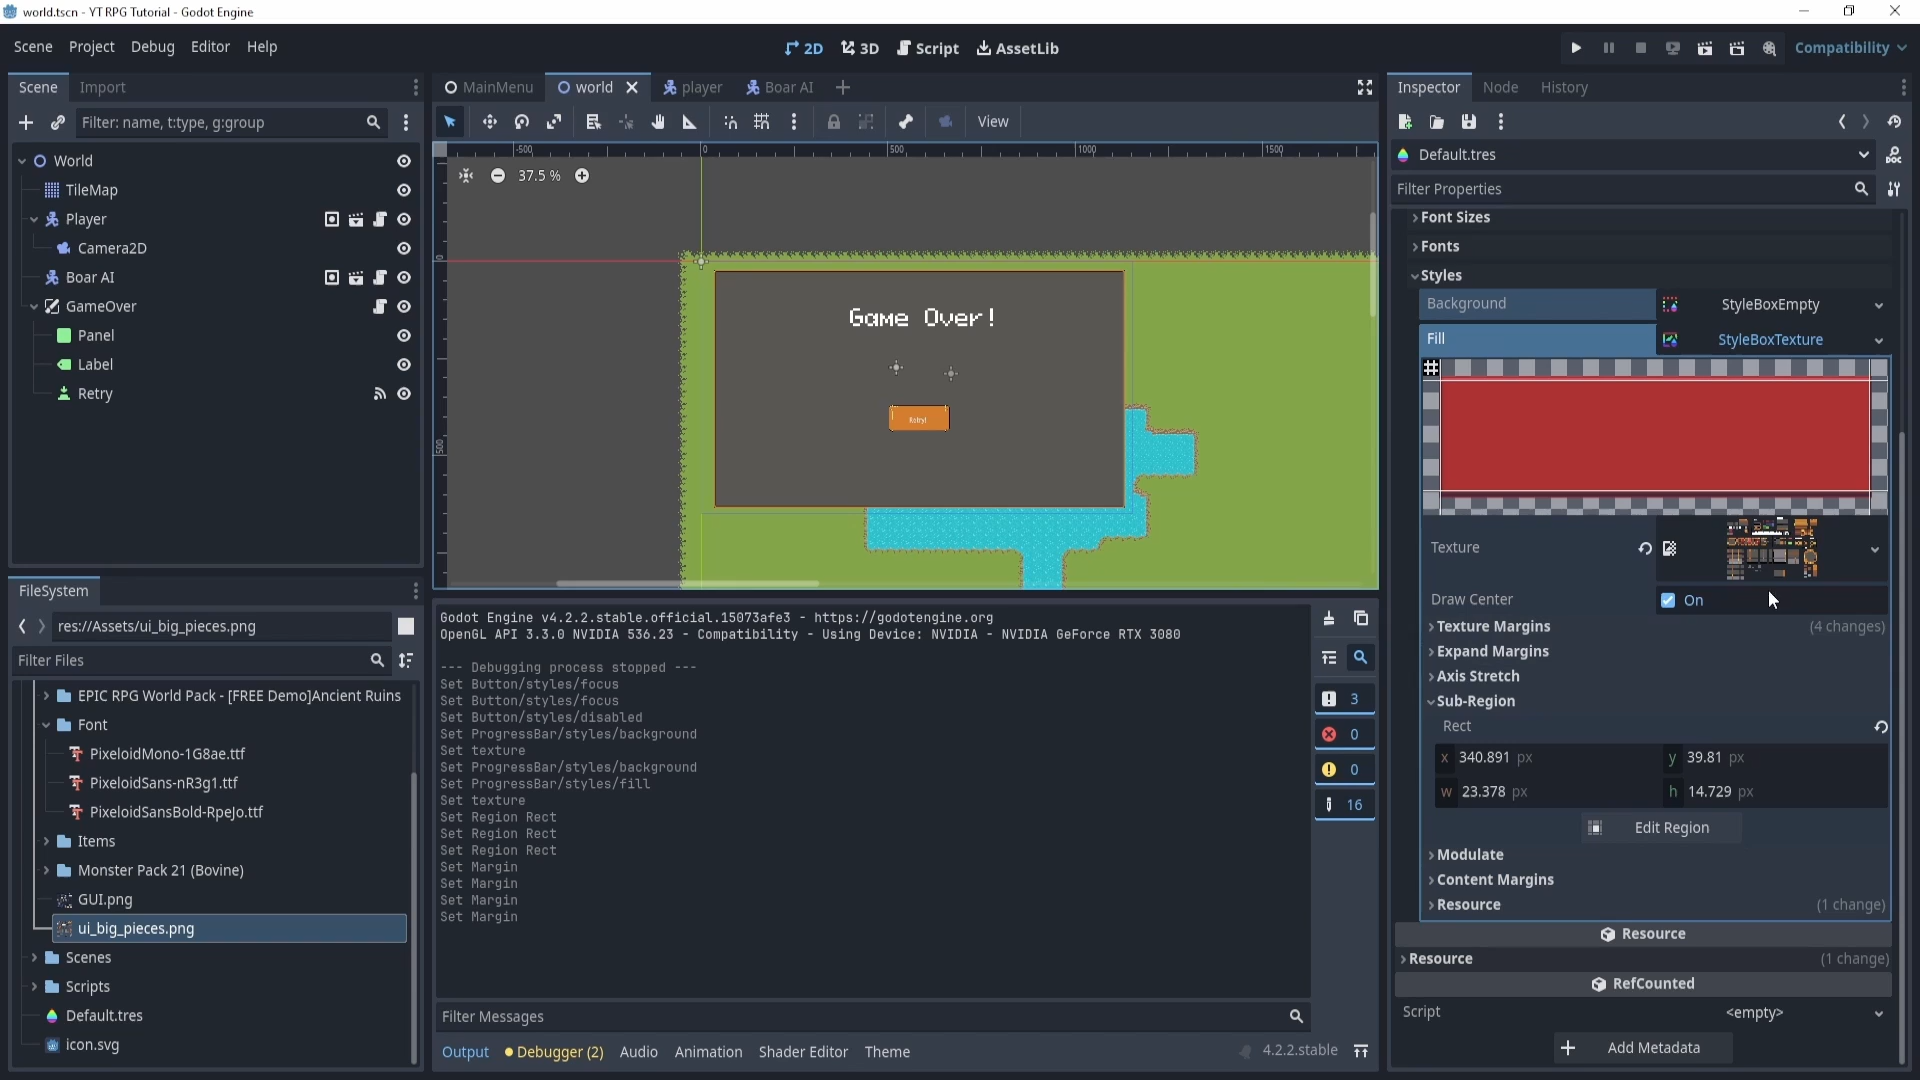 world.tscn - YT RPG Tutorial - Godot Engine
Scene Project Debug Editor Help
2D 3D Script AssetLib
Compatibility
Scene Import
Filter: name, t:type, g:group
World
TileMap
Player
Camera2D
Boar AI
GameOver
Panel
Label
Retry
FileSystem
res://Assets/ui_big_pieces.png
Filter Files
EPIC RPG World Pack - [FREE Demo]Ancient Ruins
Font
PixeloidMono-1G8ae.ttf
PixeloidSans-nR3g1.ttf
PixeloidSansBold-RpeJo.ttf
Items
Monster Pack 21 (Bovine)
GUI.png
ui_big_pieces.png
Scenes
Scripts
Default.tres
icon.svg
MainMenu world player Boar AI
View
-500 0 500 1000 1500
37.5 %
0
500
Game Over!
Retry!
Godot Engine v4.2.2.stable.official.15073afe3 - https://godotengine.org
OpenGL API 3.3.0 NVIDIA 536.23 - Compatibility - Using Device: NVIDIA - NVIDIA GeForce RTX 3080
--- Debugging process stopped ---
Set Button/styles/focus
Set Button/styles/focus
Set Button/styles/disabled
Set ProgressBar/styles/background
Set texture
Set ProgressBar/styles/background
Set ProgressBar/styles/fill
Set texture
Set Region Rect
Set Region Rect
Set Region Rect
Set Margin
Set Margin
Set Margin
Set Margin
3
0
0
16
Filter Messages
Output Debugger (2) Audio Animation Shader Editor Theme
4.2.2.stable
Inspector Node History
Default.tres
Filter Properties
Font Sizes
Fonts
Styles
Background StyleBoxEmpty
Fill StyleBoxTexture
Texture
Draw Center On
Texture Margins (4 changes)
Expand Margins
Axis Stretch
Sub-Region
Rect
x 340.891 px y 39.81 px
w 23.378 px h 14.729 px
Edit Region
Modulate
Content Margins
Resource (1 change)
Resource
Resource (1 change)
RefCounted
Script <empty>
Add Metadata